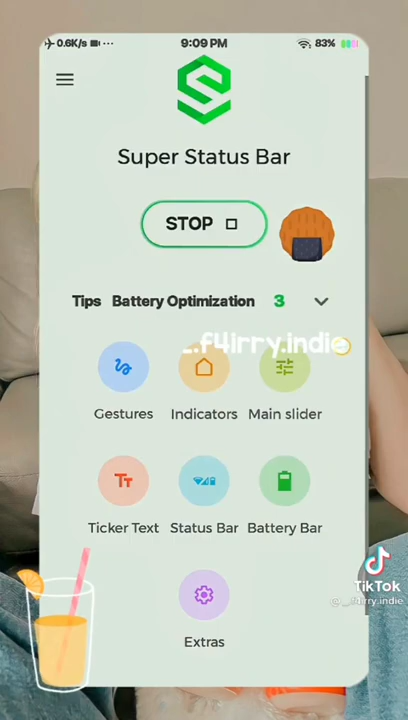 0.6K/s ... 9:09 PM 83%
Super Status Bar
STOP
Tips Battery Optimization 3
_.f4irry.indie
Gestures Indicators Main slider
Ticker Text Status Bar Battery Bar
Extras
TikTok
@_.f4irry.indie